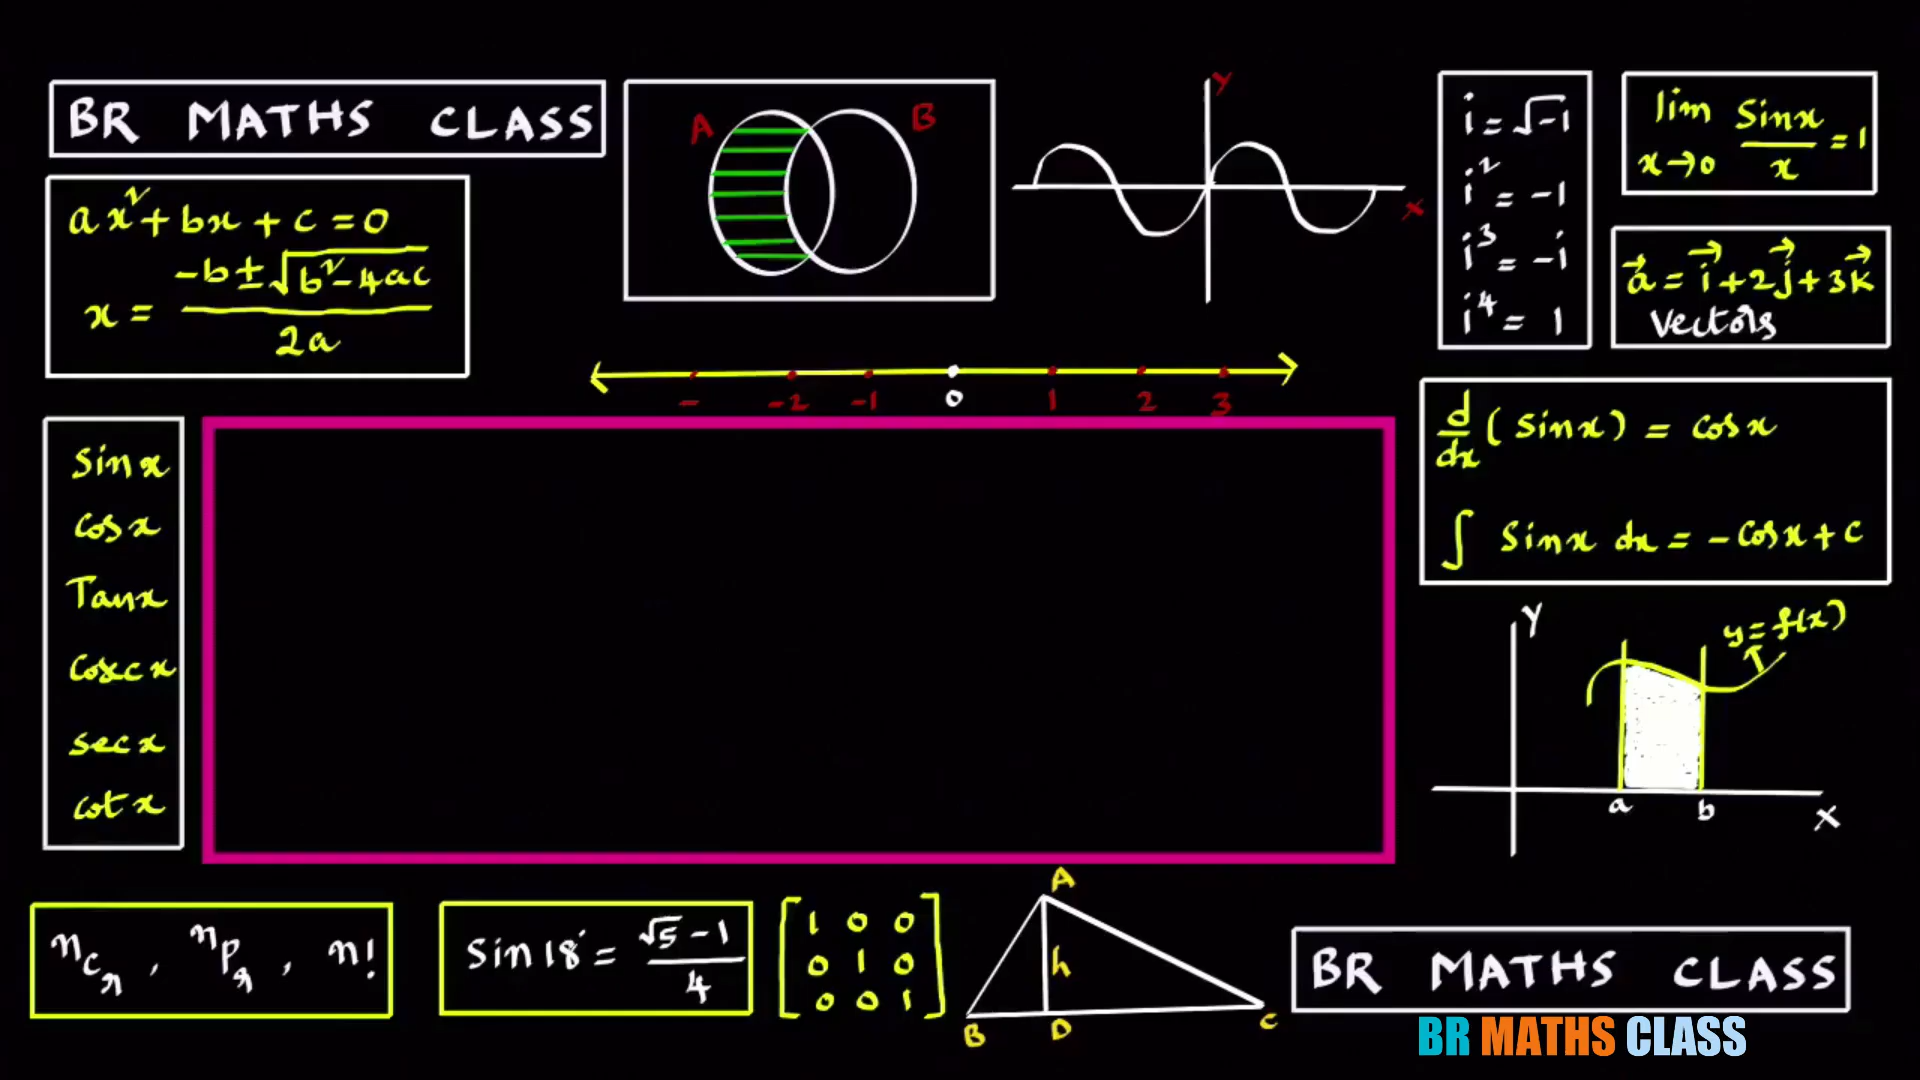 BR MATHS CLASS
ax² + bx + c = 0
x = (-b ± √(b² - 4ac)) / 2a
A B
Y
X
i = √-1
i² = -1
i³ = -i
i⁴ = 1
lim x→0 Sinx/x = 1
a⃗ = i⃗ + 2j⃗ + 3k⃗
Vectors
- -2 -1 0 1 2 3
Sinx
Cosx
Tanx
Cosecx
Secx
Cotx
d/dx (Sinx) = Cosx
∫ Sinx dx = -Cosx + c
Y
y = f(x)
a b
X
nCr , nPr , n!
Sin 18° = (√5 - 1)/4
1 0 0
0 1 0
0 0 1
A
h
B D C
BR MATHS CLASS
BR MATHS CLASS